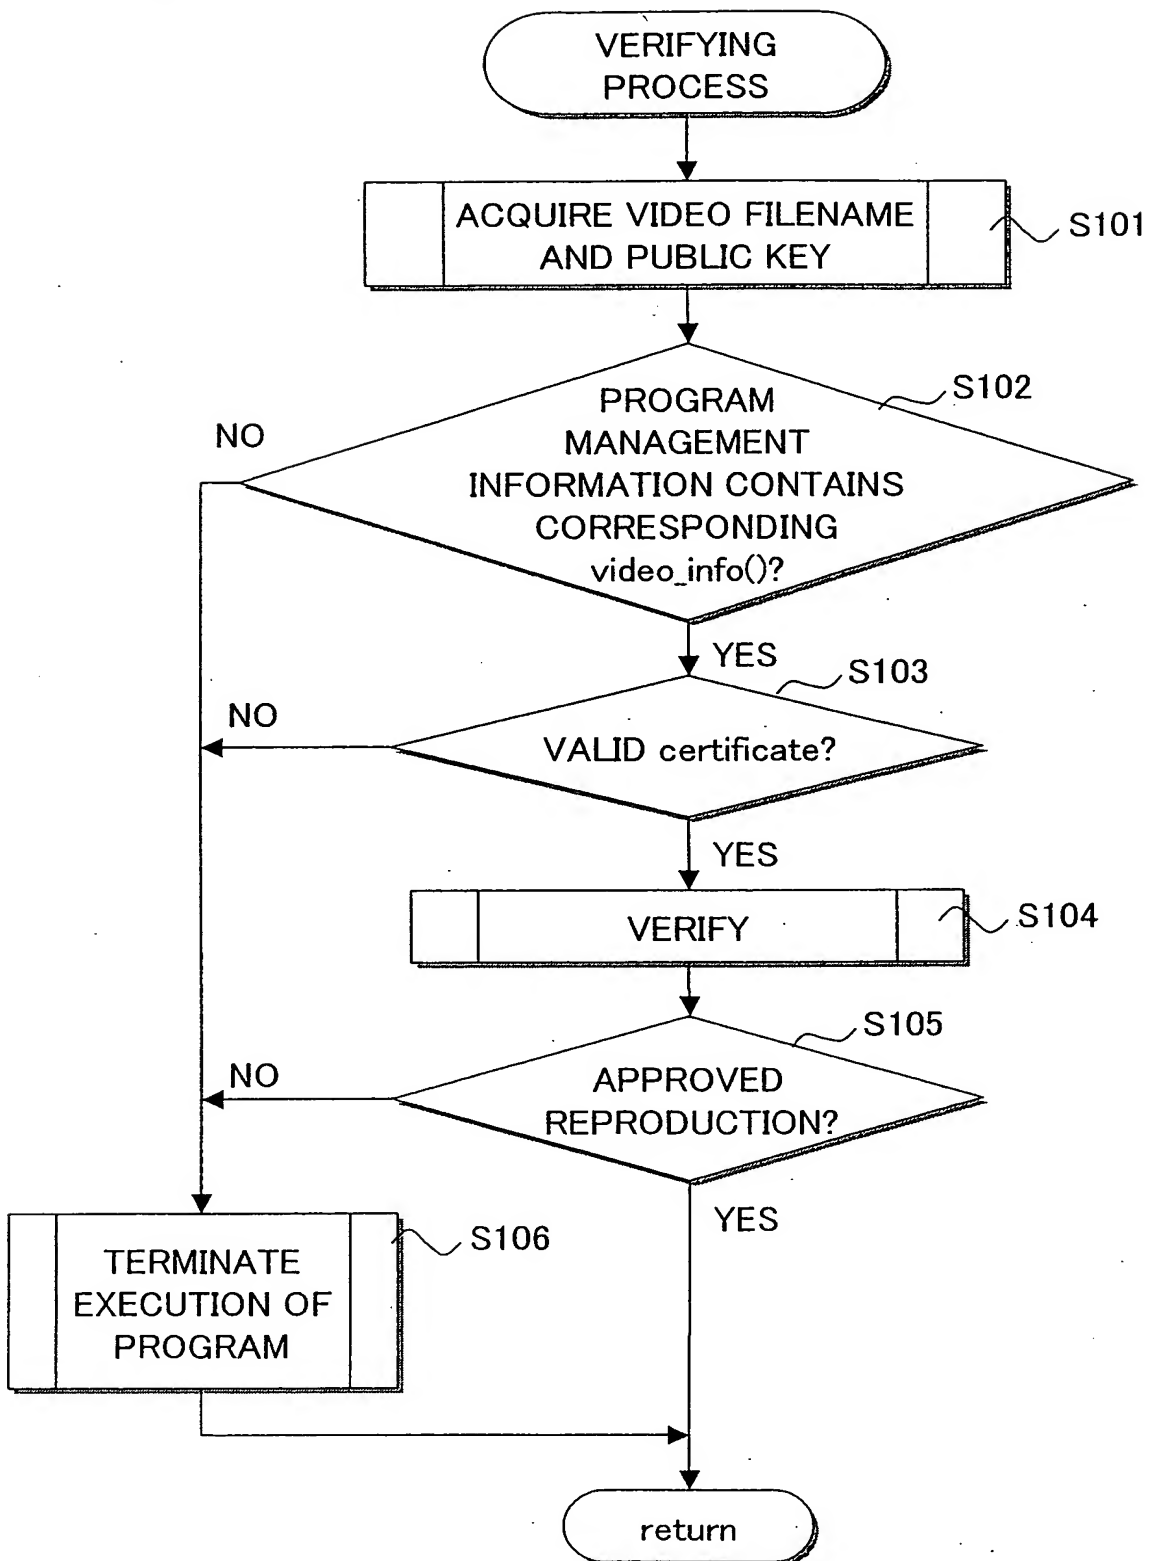 VERIFYING
PROCESS
ACQUIRE VIDEO FILENAME
AND PUBLIC KEY
S101
PROGRAM
MANAGEMENT
INFORMATION CONTAINS
CORRESPONDING
video_info()?
S102
NO
YES
S103
VALID certificate?
NO
YES
VERIFY
S104
S105
APPROVED
REPRODUCTION?
NO
YES
TERMINATE
EXECUTION OF
PROGRAM
S106
return